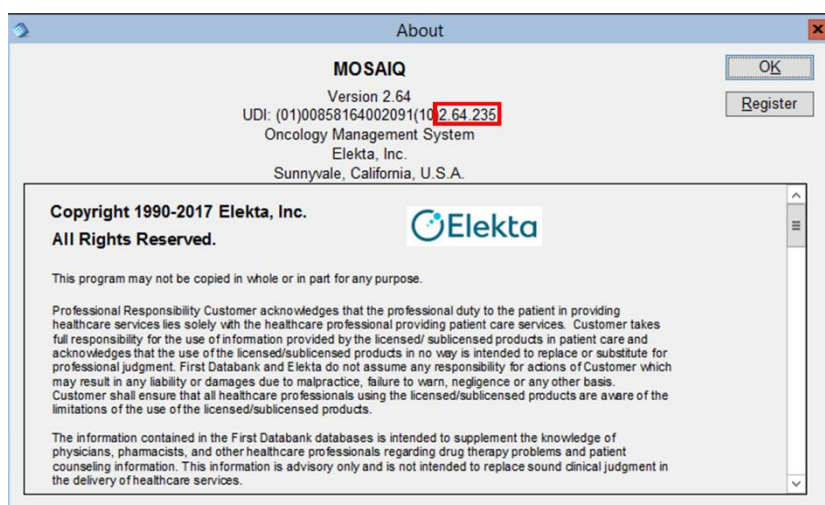 About
MOSAIQ
OK
Version 2.64
Register
UDI: (01)00858164002091(10)2.64.235
Oncology Management System
Elekta, Inc.
Sunnyvale, California, U.S.A.
Copyright 1990-2017 Elekta, Inc.
Elekta
All Rights Reserved.
This program may not be copied in whole or in part for any purpose.
Professional Responsibility Customer acknowledges that the professional duty to the patient in providing
healthcare services lies solely with the healthcare professional providing patient care services. Customer takes
full responsibility for the use of information provided by the licensed/ sublicensed products in patient care and
acknowledges that the use of the licensed/sublicensed products in no way is intended to replace or substitute for
professional judgment. First Databank and Elekta do not assume any responsibility for actions of Customer which
may result in any liability or damages due to malpractice, failure to warn, negligence or any other basis.
Customer shall ensure that all healthcare professionals using the licensed/sublicensed products are aware of the
limitations of the use of the licensed/sublicensed products.
The information contained in the First Databank databases is intended to supplement the knowledge of
physicians, pharmacists, and other healthcare professionals regarding drug therapy problems and patient
counseling information. This information is advisory only and is not intended to replace sound clinical judgment in
the delivery of healthcare services.